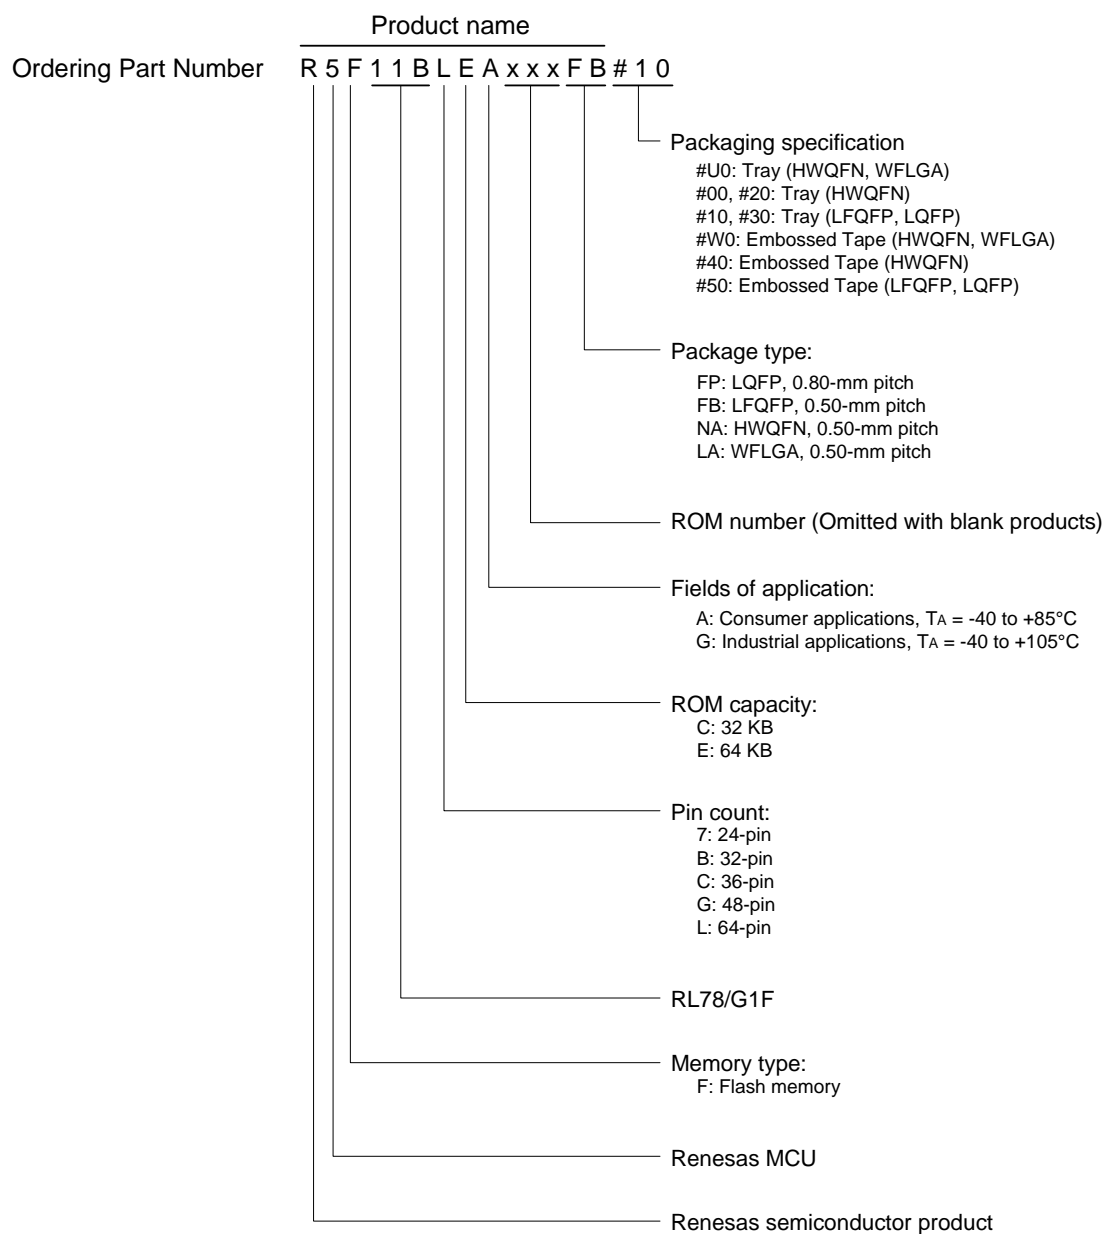 Product name
Ordering Part Number R 5 F 1 1 B L E A x x x F B # 1 0
Packaging specification
#U0: Tray (HWQFN, WFLGA)
#00, #20: Tray (HWQFN)
#10, #30: Tray (LFQFP, LQFP)
#W0: Embossed Tape (HWQFN, WFLGA)
#40: Embossed Tape (HWQFN)
#50: Embossed Tape (LFQFP, LQFP)
Package type:
FP: LQFP, 0.80-mm pitch
FB: LFQFP, 0.50-mm pitch
NA: HWQFN, 0.50-mm pitch
LA: WFLGA, 0.50-mm pitch
ROM number (Omitted with blank products)
Fields of application:
A: Consumer applications, TA = -40 to +85°C
G: Industrial applications, TA = -40 to +105°C
ROM capacity:
C: 32 KB
E: 64 KB
Pin count:
7: 24-pin
B: 32-pin
C: 36-pin
G: 48-pin
L: 64-pin
RL78/G1F
Memory type:
F: Flash memory
Renesas MCU
Renesas semiconductor product